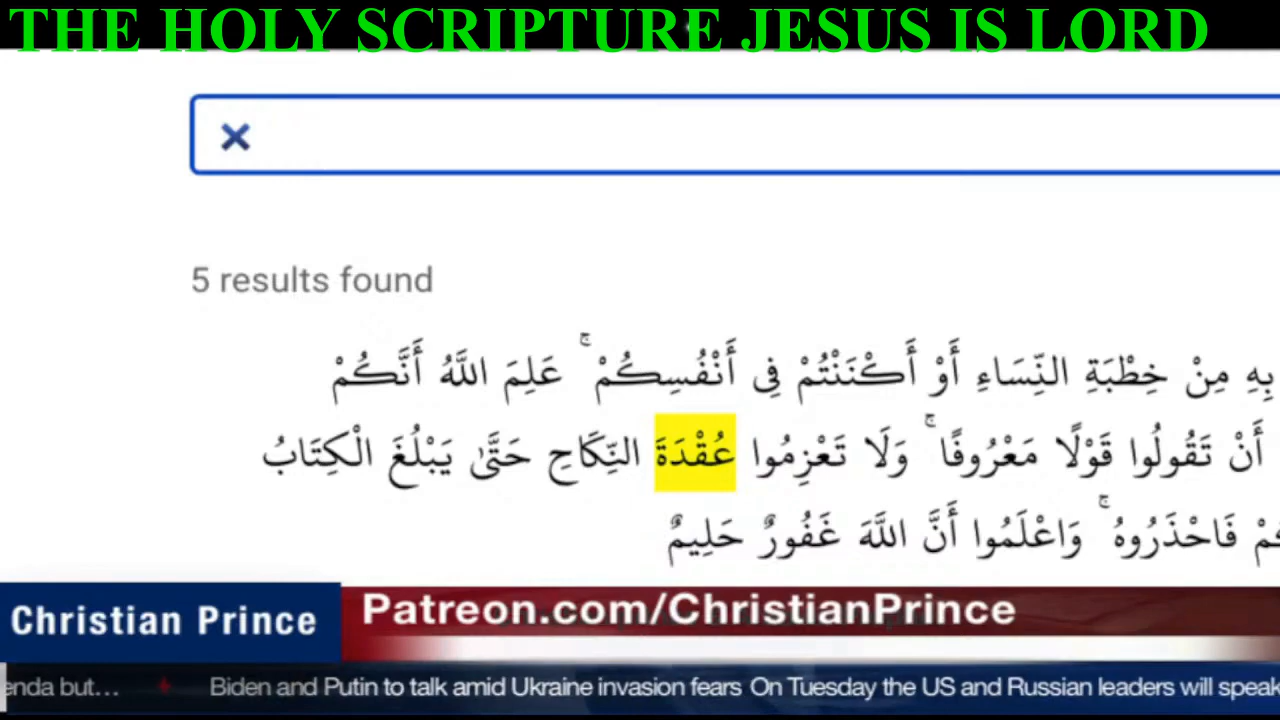 THE HOLY SCRIPTURE JESUS IS LORD
5 results found
بِهِ مِنْ خِطْبَةِ النِّسَاءِ أَوْ أَكْنَنْتُمْ فِي أَنْفُسِكُمْ ۚ عَلِمَ اللَّهُ أَنَّكُمْ
أَنْ تَقُولُوا قَوْلًا مَعْرُوفًا ۚ وَلَا تَعْزِمُوا عُقْدَةَ النِّكَاحِ حَتَّىٰ يَبْلُغَ الْكِتَابُ
فَاحْذَرُوهُ ۚ وَاعْلَمُوا أَنَّ اللَّهَ غَفُورٌ حَلِيمٌ
Christian Prince
Patreon.com/ChristianPrince
enda but... Biden and Putin to talk amid Ukraine invasion fears On Tuesday the US and Russian leaders will speak